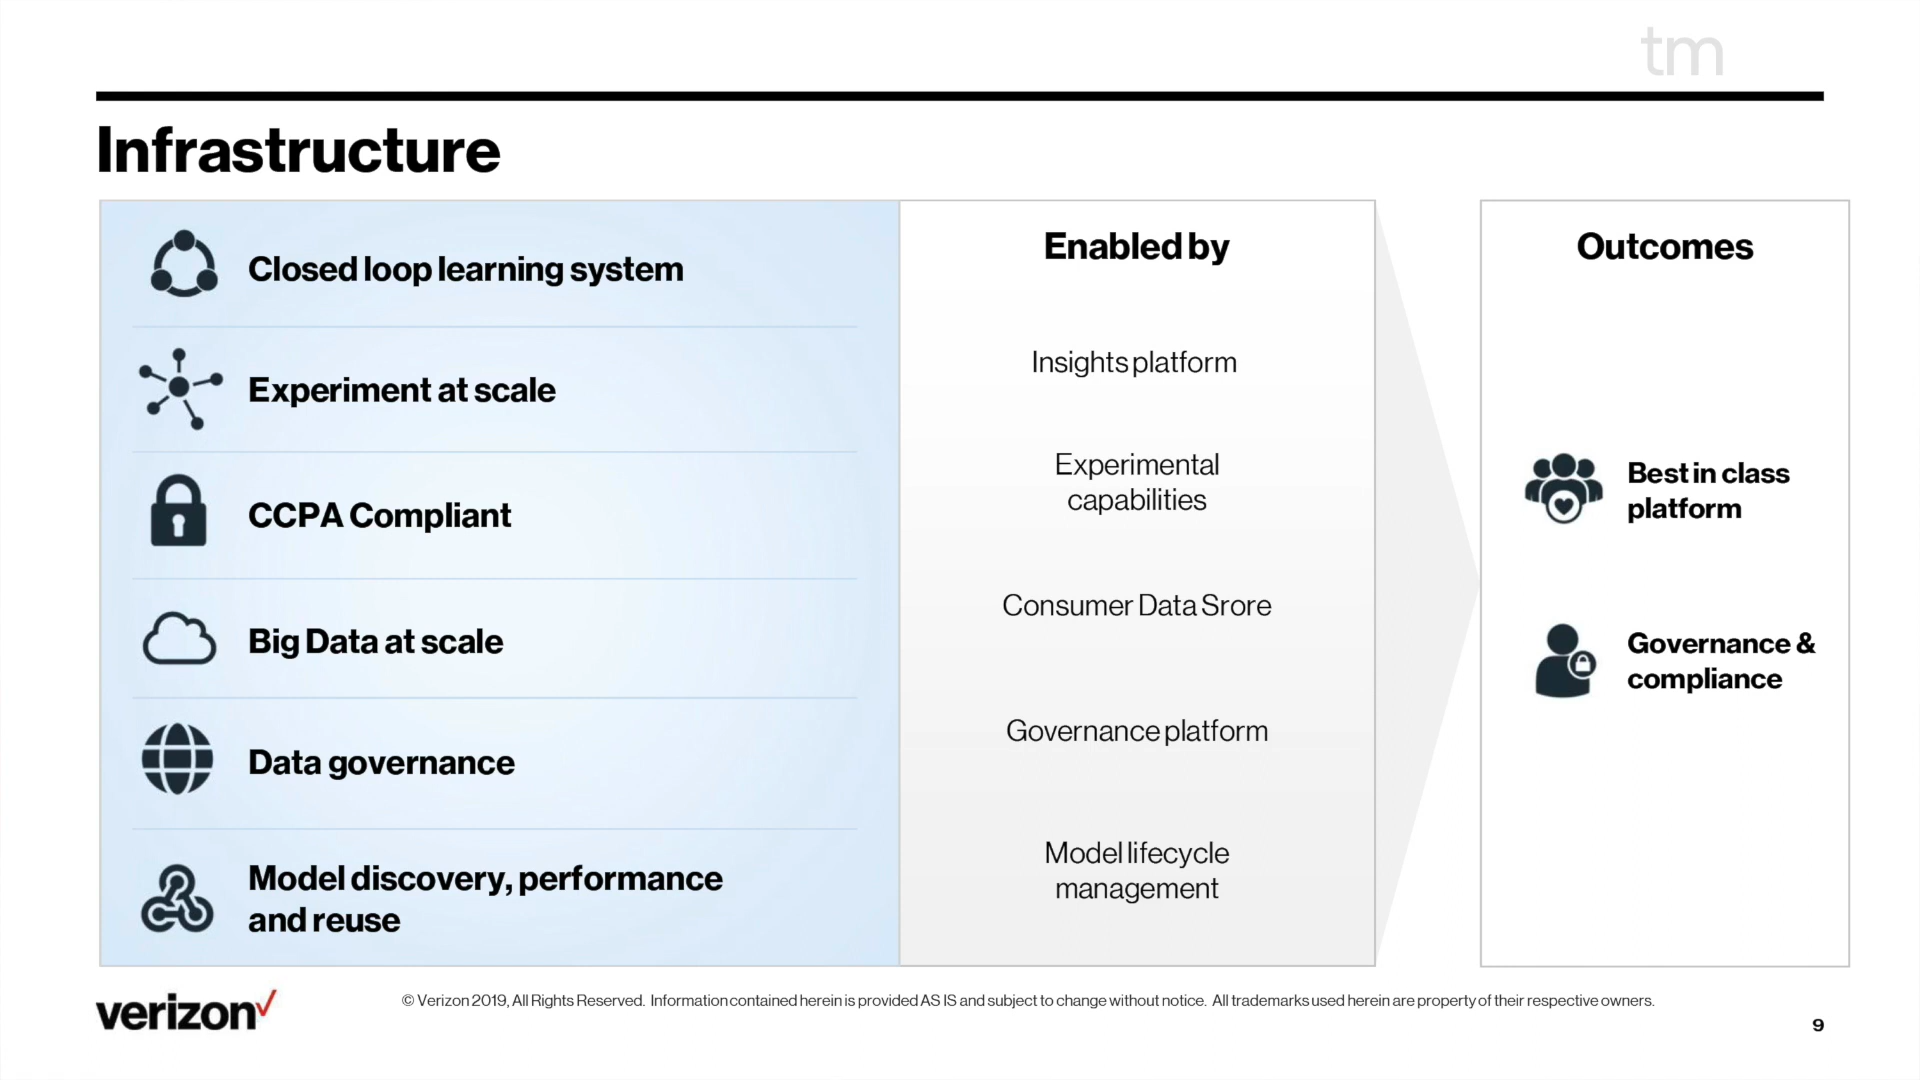 tm
Infrastructure
Closed loop learning system
Experiment at scale
CCPA Compliant
Big Data at scale
Data governance
Model discovery, performance
and reuse
Enabled by
Insights platform
Experimental
capabilities
Consumer Data Srore
Governance platform
Model lifecycle
management
Outcomes
Best in class
platform
Governance &
compliance
verizon
© Verizon 2019, All Rights Reserved. Information contained herein is provided AS IS and subject to change without notice. All trademarks used herein are property of their respective owners.
9